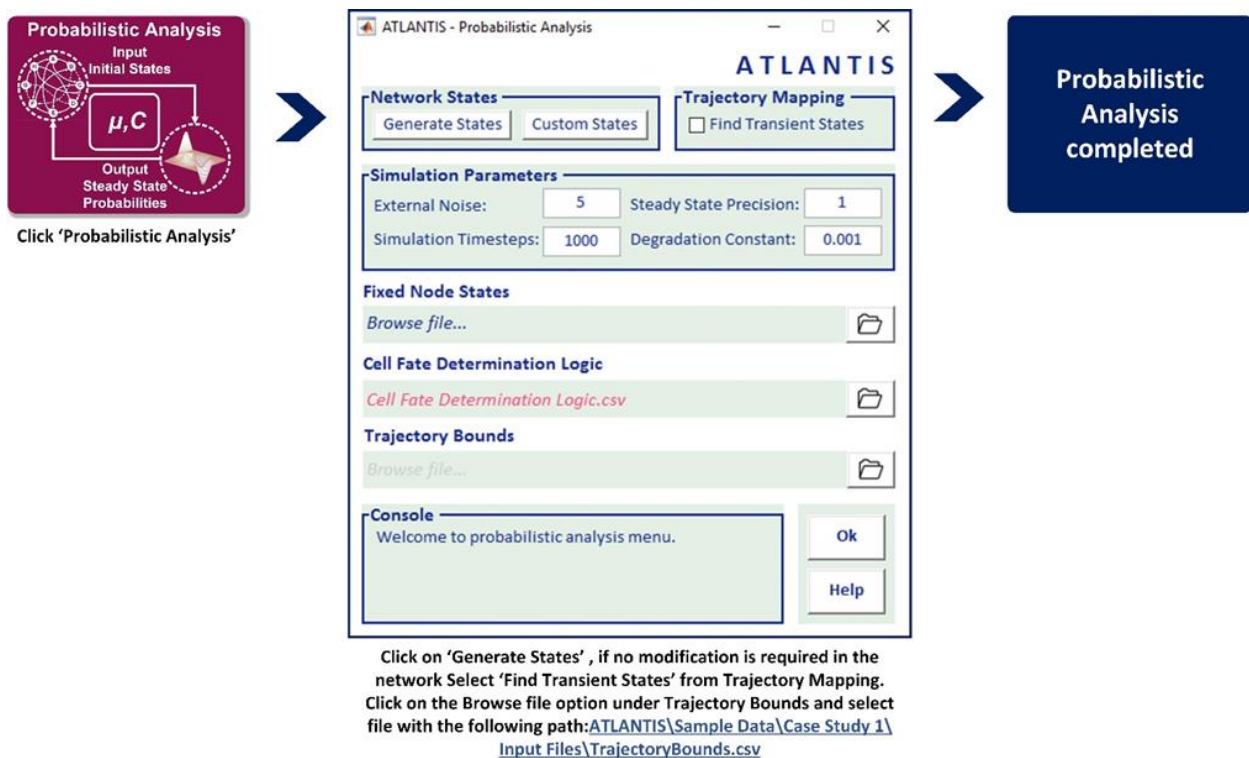 Probabilistic Analysis
Input
Initial States
μ,C
Output
Steady State
Probabilities
Click ‘Probabilistic Analysis’
ATLANTIS - Probabilistic Analysis
ATLANTIS
Network States
Generate States
Custom States
Trajectory Mapping
Find Transient States
Simulation Parameters
External Noise: 5 Steady State Precision: 1
Simulation Timesteps: 1000 Degradation Constant: 0.001
Fixed Node States
Browse file...
Cell Fate Determination Logic
Cell Fate Determination Logic.csv
Trajectory Bounds
Browse file...
Console
Welcome to probabilistic analysis menu.
Ok
Help
Click on ‘Generate States’ , if no modification is required in the
network Select ‘Find Transient States’ from Trajectory Mapping.
Click on the Browse file option under Trajectory Bounds and select
file with the following path:ATLANTIS\Sample Data\Case Study 1\
Input Files\TrajectoryBounds.csv
Probabilistic
Analysis
completed